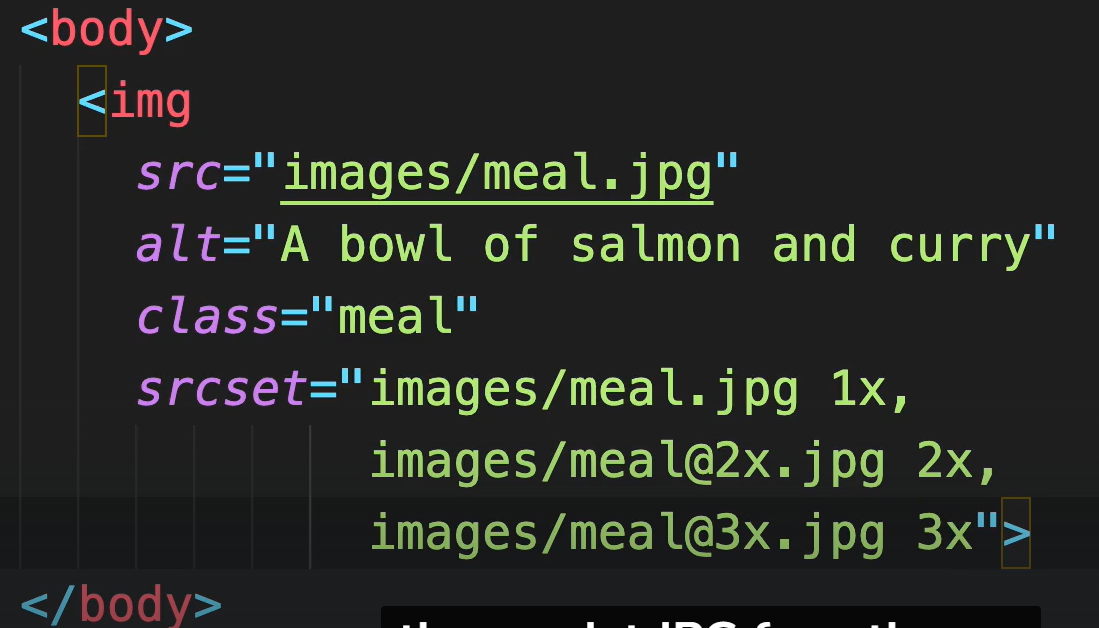 <body>
<img
src="images/meal.jpg"
alt="A bowl of salmon and curry"
class="meal"
srcset="images/meal.jpg 1x,
images/meal@2x.jpg 2x,
images/meal@3x.jpg 3x">
</body>